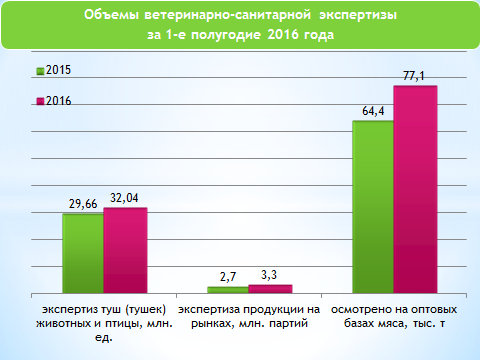 Объемы ветеринарно-санитарной экспертизы
за 1-е полугодие 2016 года
2015
2016
29,66
32,04
2,7
3,3
64,4
77,1
экспертиз туш (тушек)
животных и птицы, млн.
ед.
экспертиза продукции на
рынках, млн. партий
осмотрено на оптовых
базах мяса, тыс. т